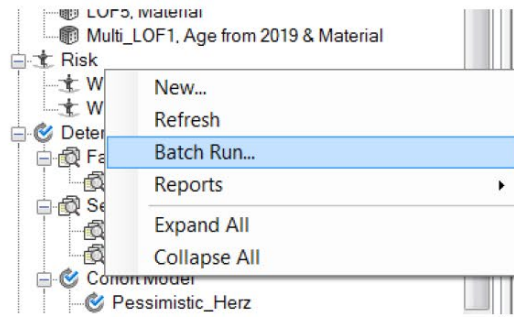 LOF5, Material
Multi_LOF1, Age from 2019 & Material
Risk
W
W
Deter
Fa
Se
Cohort Model
Pessimistic_Herz
New...
Refresh
Batch Run...
Reports
Expand All
Collapse All